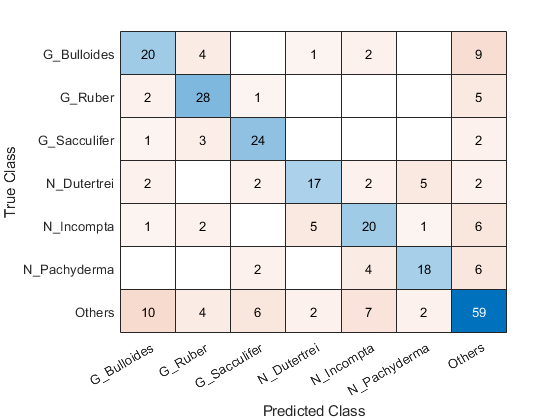 G_Bulloides 20 4 1 2 9
G_Ruber 2 28 1 5
G_Sacculifer 1 3 24 2
N_Dutertrei 2 2 17 2 5 2
N_Incompta 1 2 5 20 1 6
N_Pachyderma 2 4 18 6
Others 10 4 6 2 7 2 59
True Class
G_Bulloides G_Ruber G_Sacculifer N_Dutertrei N_Incompta N_Pachyderma Others
Predicted Class